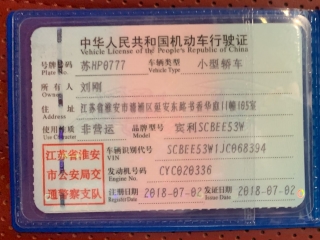 中华人民共和国机动车行驶证
Vehicle License of the People's Republic of China
号牌号码 苏HP0777 车辆类型 小型轿车
Plate No. Vehicle Type
所有人 刘刚
Owner
住址 江苏省淮安市
Address
使用性质 非营运 品牌型号 宾利SCBEE53W
Use Character Model
江苏省淮安 车辆识别代号 SCBEE53W1JC068394
VIN
市公安局交 发动机号码 CYC020336
Engine No.
通警察支队 注册日期 2018-07-02 发证日期 2018-07-02
Register Date Issue Date